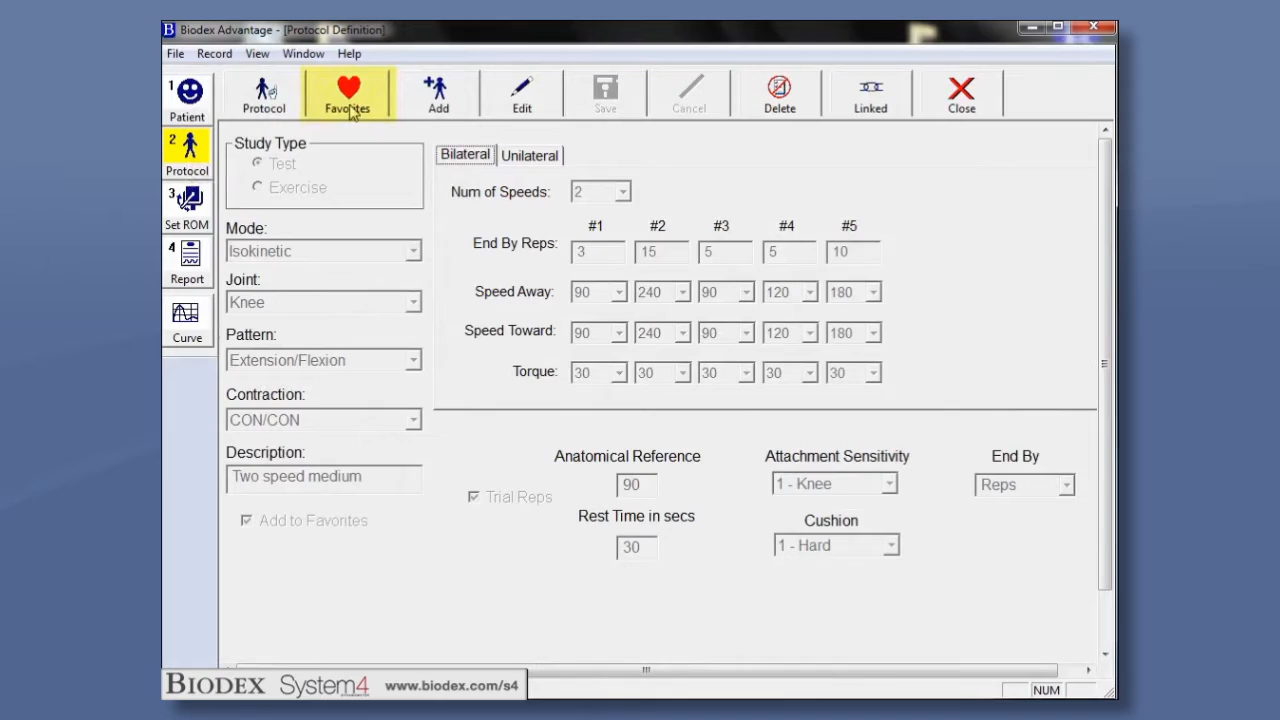 Biodex Advantage - [Protocol Definition]
File Record View Window Help
1 Patient
2 Protocol
3 Set ROM
4 Report
Curve
Protocol Favorites Add Edit Save Cancel Delete Linked Close
Study Type
Test
Exercise
Mode:
Isokinetic
Joint:
Knee
Pattern:
Extension/Flexion
Contraction:
CON/CON
Description:
Two speed medium
Add to Favorites
Bilateral Unilateral
Num of Speeds: 2
#1 #2 #3 #4 #5
End By Reps: 3 15 5 5 10
Speed Away: 90 240 90 120 180
Speed Toward: 90 240 90 120 180
Torque: 30 30 30 30 30
Trial Reps
Anatomical Reference
90
Rest Time in secs
30
Attachment Sensitivity
1 - Knee
Cushion
1 - Hard
End By
Reps
BIODEX System4 www.biodex.com/s4
NUM